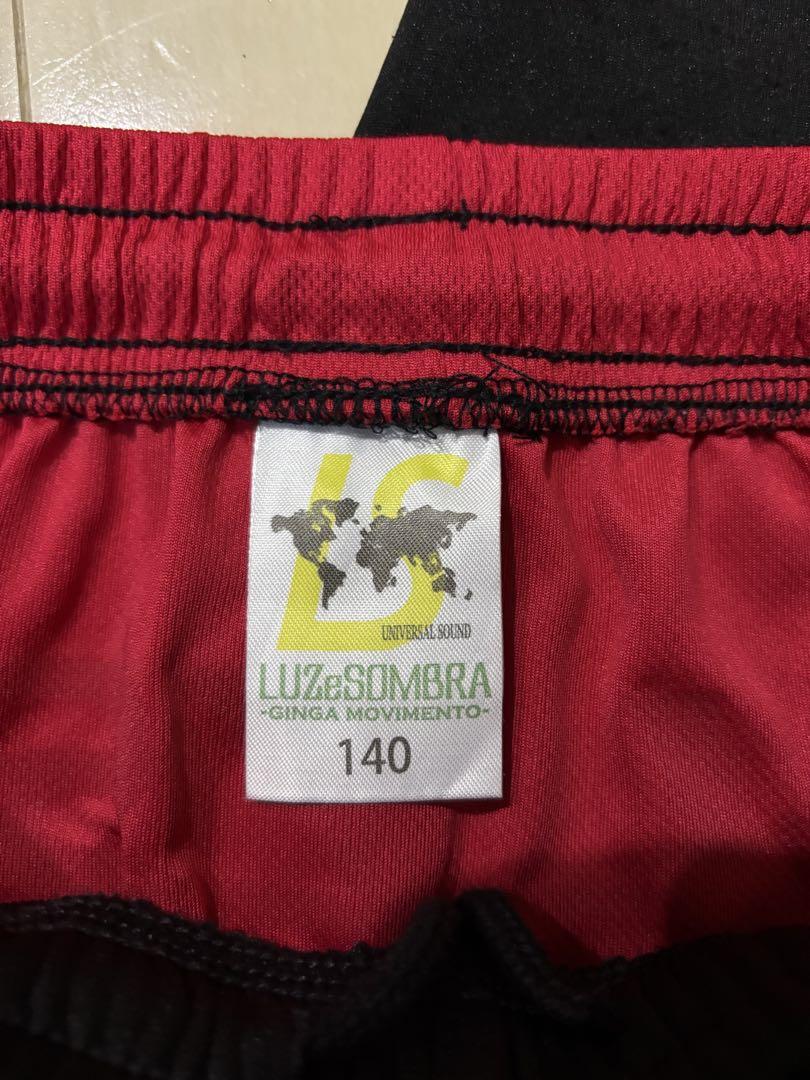 LS
UNIVERSAL SOUND
LUZeSOMBRA
-GINGA MOVIMENTO-
140